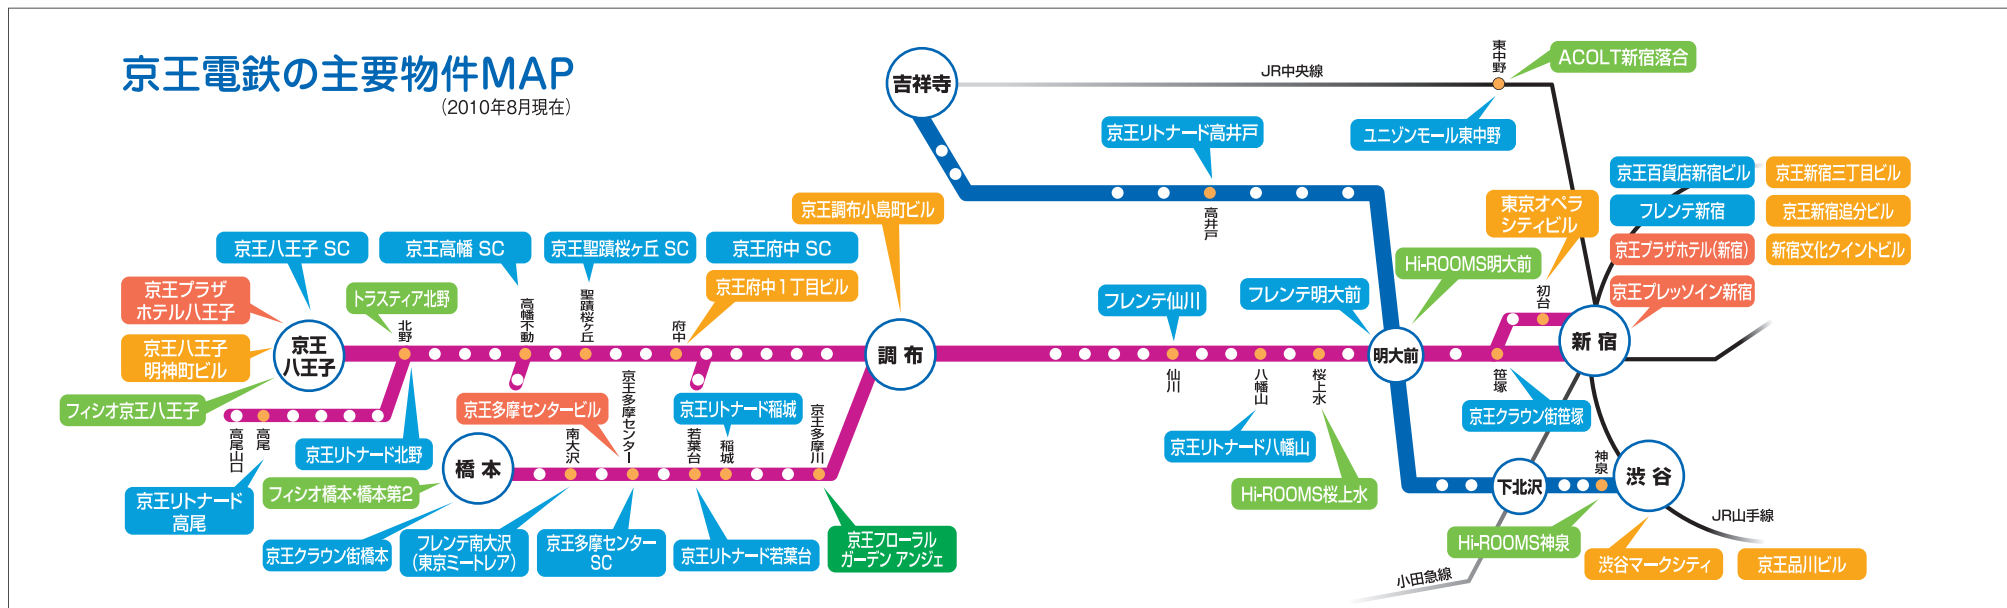 京王電鉄の主要物件MAP
(2010年8月現在)
吉祥寺
JR中央線
東中野
ACOLT新宿落合
ユニゾンモール東中野
京王リトナード高井戸
高井戸
京王百貨店新宿ビル
京王新宿三丁目ビル
フレンテ新宿
京王新宿追分ビル
京王プラザホテル(新宿)
新宿文化クイントビル
京王プレッソイン新宿
東京オペラ
シティビル
初台
新宿
京王調布小島町ビル
京王八王子 SC
京王高幡 SC
京王聖蹟桜ヶ丘 SC
京王府中 SC
京王府中1丁目ビル
京王プラザ
ホテル八王子
トラスティア北野
北野
高幡不動
聖蹟桜ヶ丘
府中
Hi-ROOMS明大前
フレンテ仙川
フレンテ明大前
京王
八王子
調布
明大前
京王八王子
明神町ビル
フィシオ京王八王子
仙川
八幡山
桜上水
笹塚
京王クラウン街笹塚
高尾山口
高尾
京王リトナード北野
京王リトナード
高尾
京王多摩センタービル
京王多摩センター
京王リトナード稲城
南大沢
若葉台
稲城
京王多摩川
橋本
フィシオ橋本・橋本第2
京王クラウン街橋本
フレンテ南大沢
(東京ミートレア)
京王多摩センター
SC
京王リトナード若葉台
京王フローラル
ガーデン アンジェ
京王リトナード八幡山
Hi-ROOMS桜上水
下北沢
神泉
渋谷
Hi-ROOMS神泉
JR山手線
小田急線
渋谷マークシティ
京王品川ビル